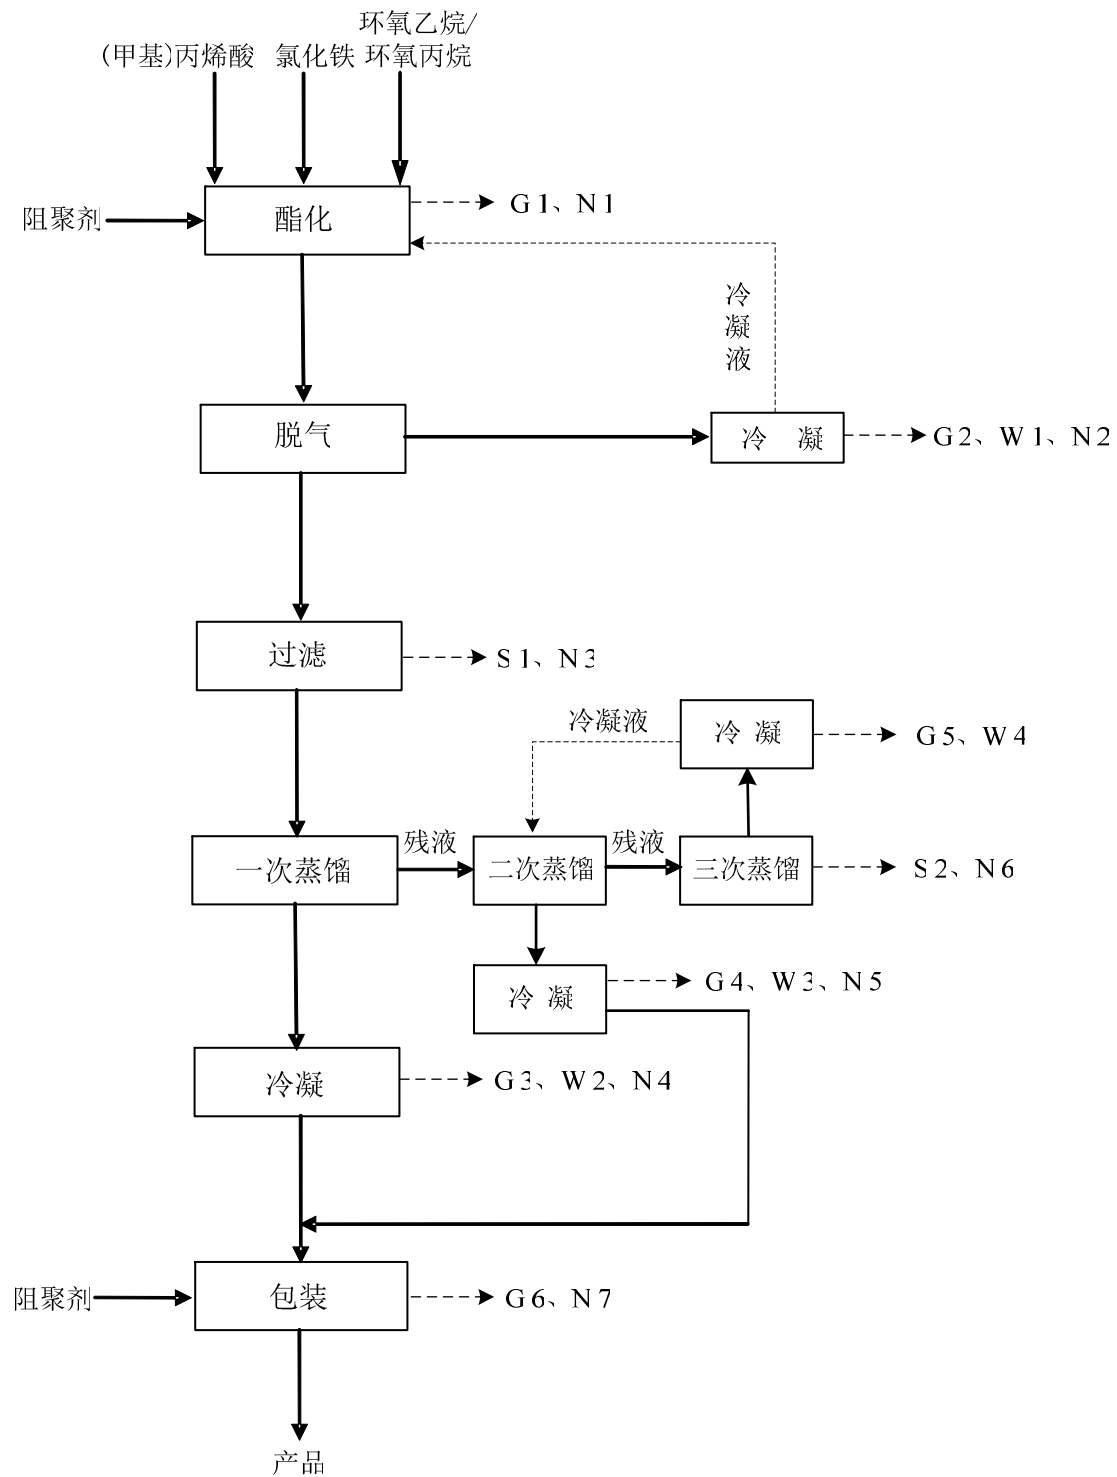 环氧乙烷/
环氧丙烷
(甲基)丙烯酸
氯化铁
阻聚剂
酯化
G1、N1
冷
凝
液
脱气
冷 凝
G2、W1、N2
过滤
S1、N3
冷凝液
冷 凝
G5、W4
一次蒸馏
残液
二次蒸馏
残液
三次蒸馏
S2、N6
冷 凝
G4、W3、N5
冷凝
G3、W2、N4
阻聚剂
包装
G6、N7
产品